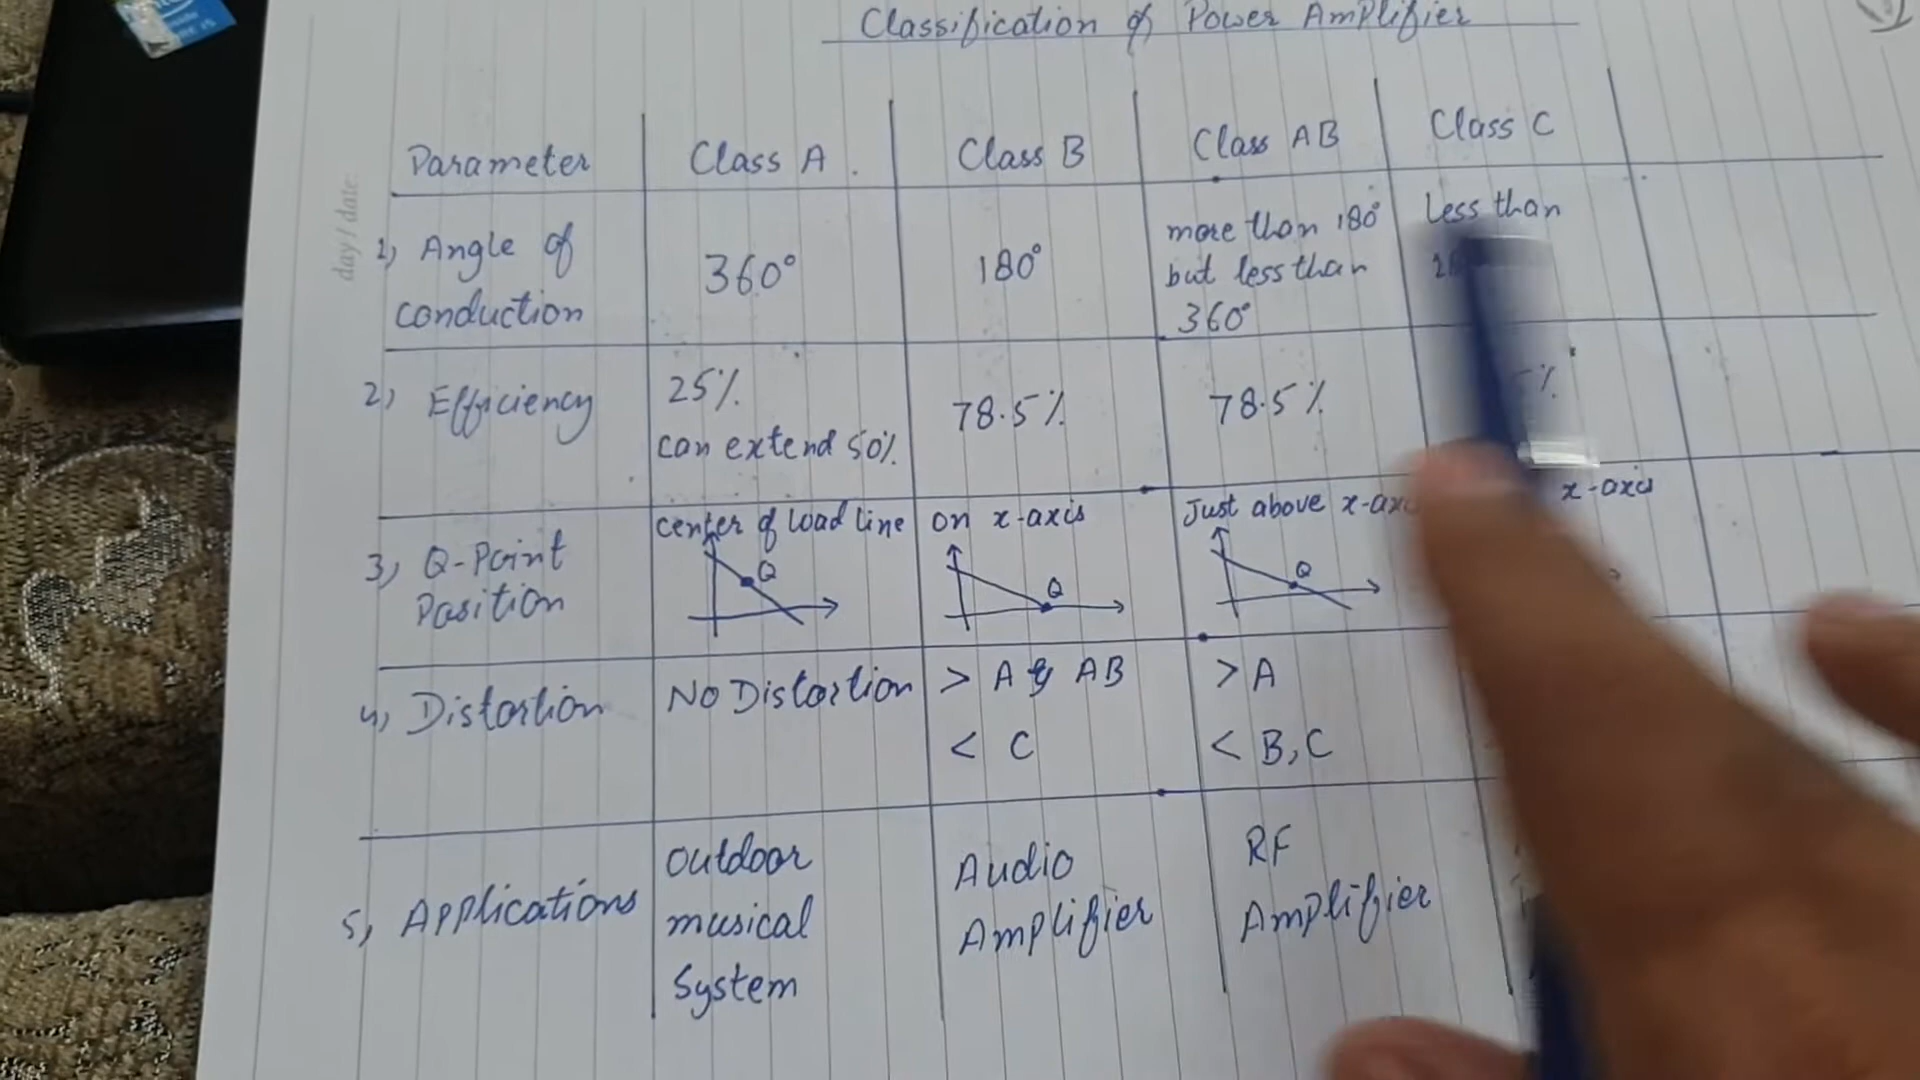 Classification of Power Amplifier
day / date:
Parameter Class A . Class B Class AB Class C
1) Angle of conduction
360°
180°
more than 180°
but less than
360°
Less than
2) Efficiency
25%
can extend 50%.
78.5%
78.5%
%
3) Q-Point
Position
center of load line
Q
on x-axis
Q
Just above x-axis
Q
x-axis
4) Distortion
No Distortion
> A & AB
< C
> A
< B, C
5) Applications
outdoor
musical
System
Audio
Amplifier
RF
Amplifier